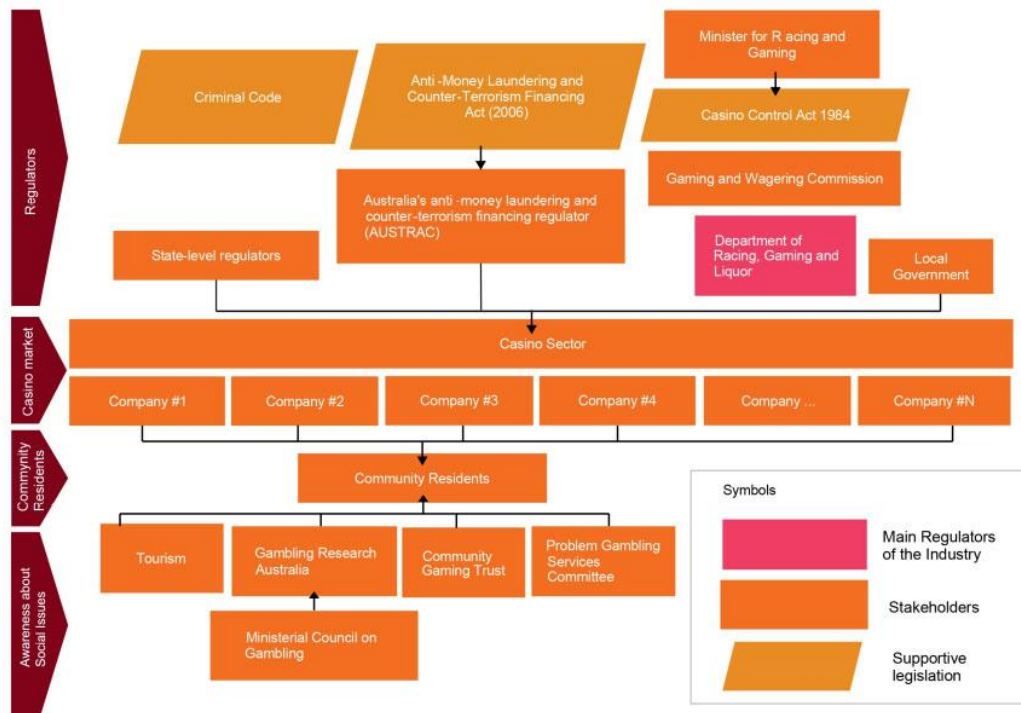 Regulators
Criminal Code
Anti -Money Laundering and
Counter-Terrorism Financing
Act (2006)
Minister for R acing and
Gaming
Casino Control Act 1984
Gaming and Wagering Commission
Australia's anti -money laundering and
counter-terrorism financing regulator
(AUSTRAC)
State-level regulators
Department of
Racing, Gaming and
Liquor
Local
Government
Casino market
Casino Sector
Company #1
Company #2
Company #3
Company #4
Company ...
Company #N
Commynity
Residents
Community Residents
Awareness about
Social Issues
Tourism
Gambling Research
Australia
Community
Gaming Trust
Problem Gambling
Services
Committee
Ministerial Council on
Gambling
Symbols
Main Regulators
of the Industry
Stakeholders
Supportive
legislation